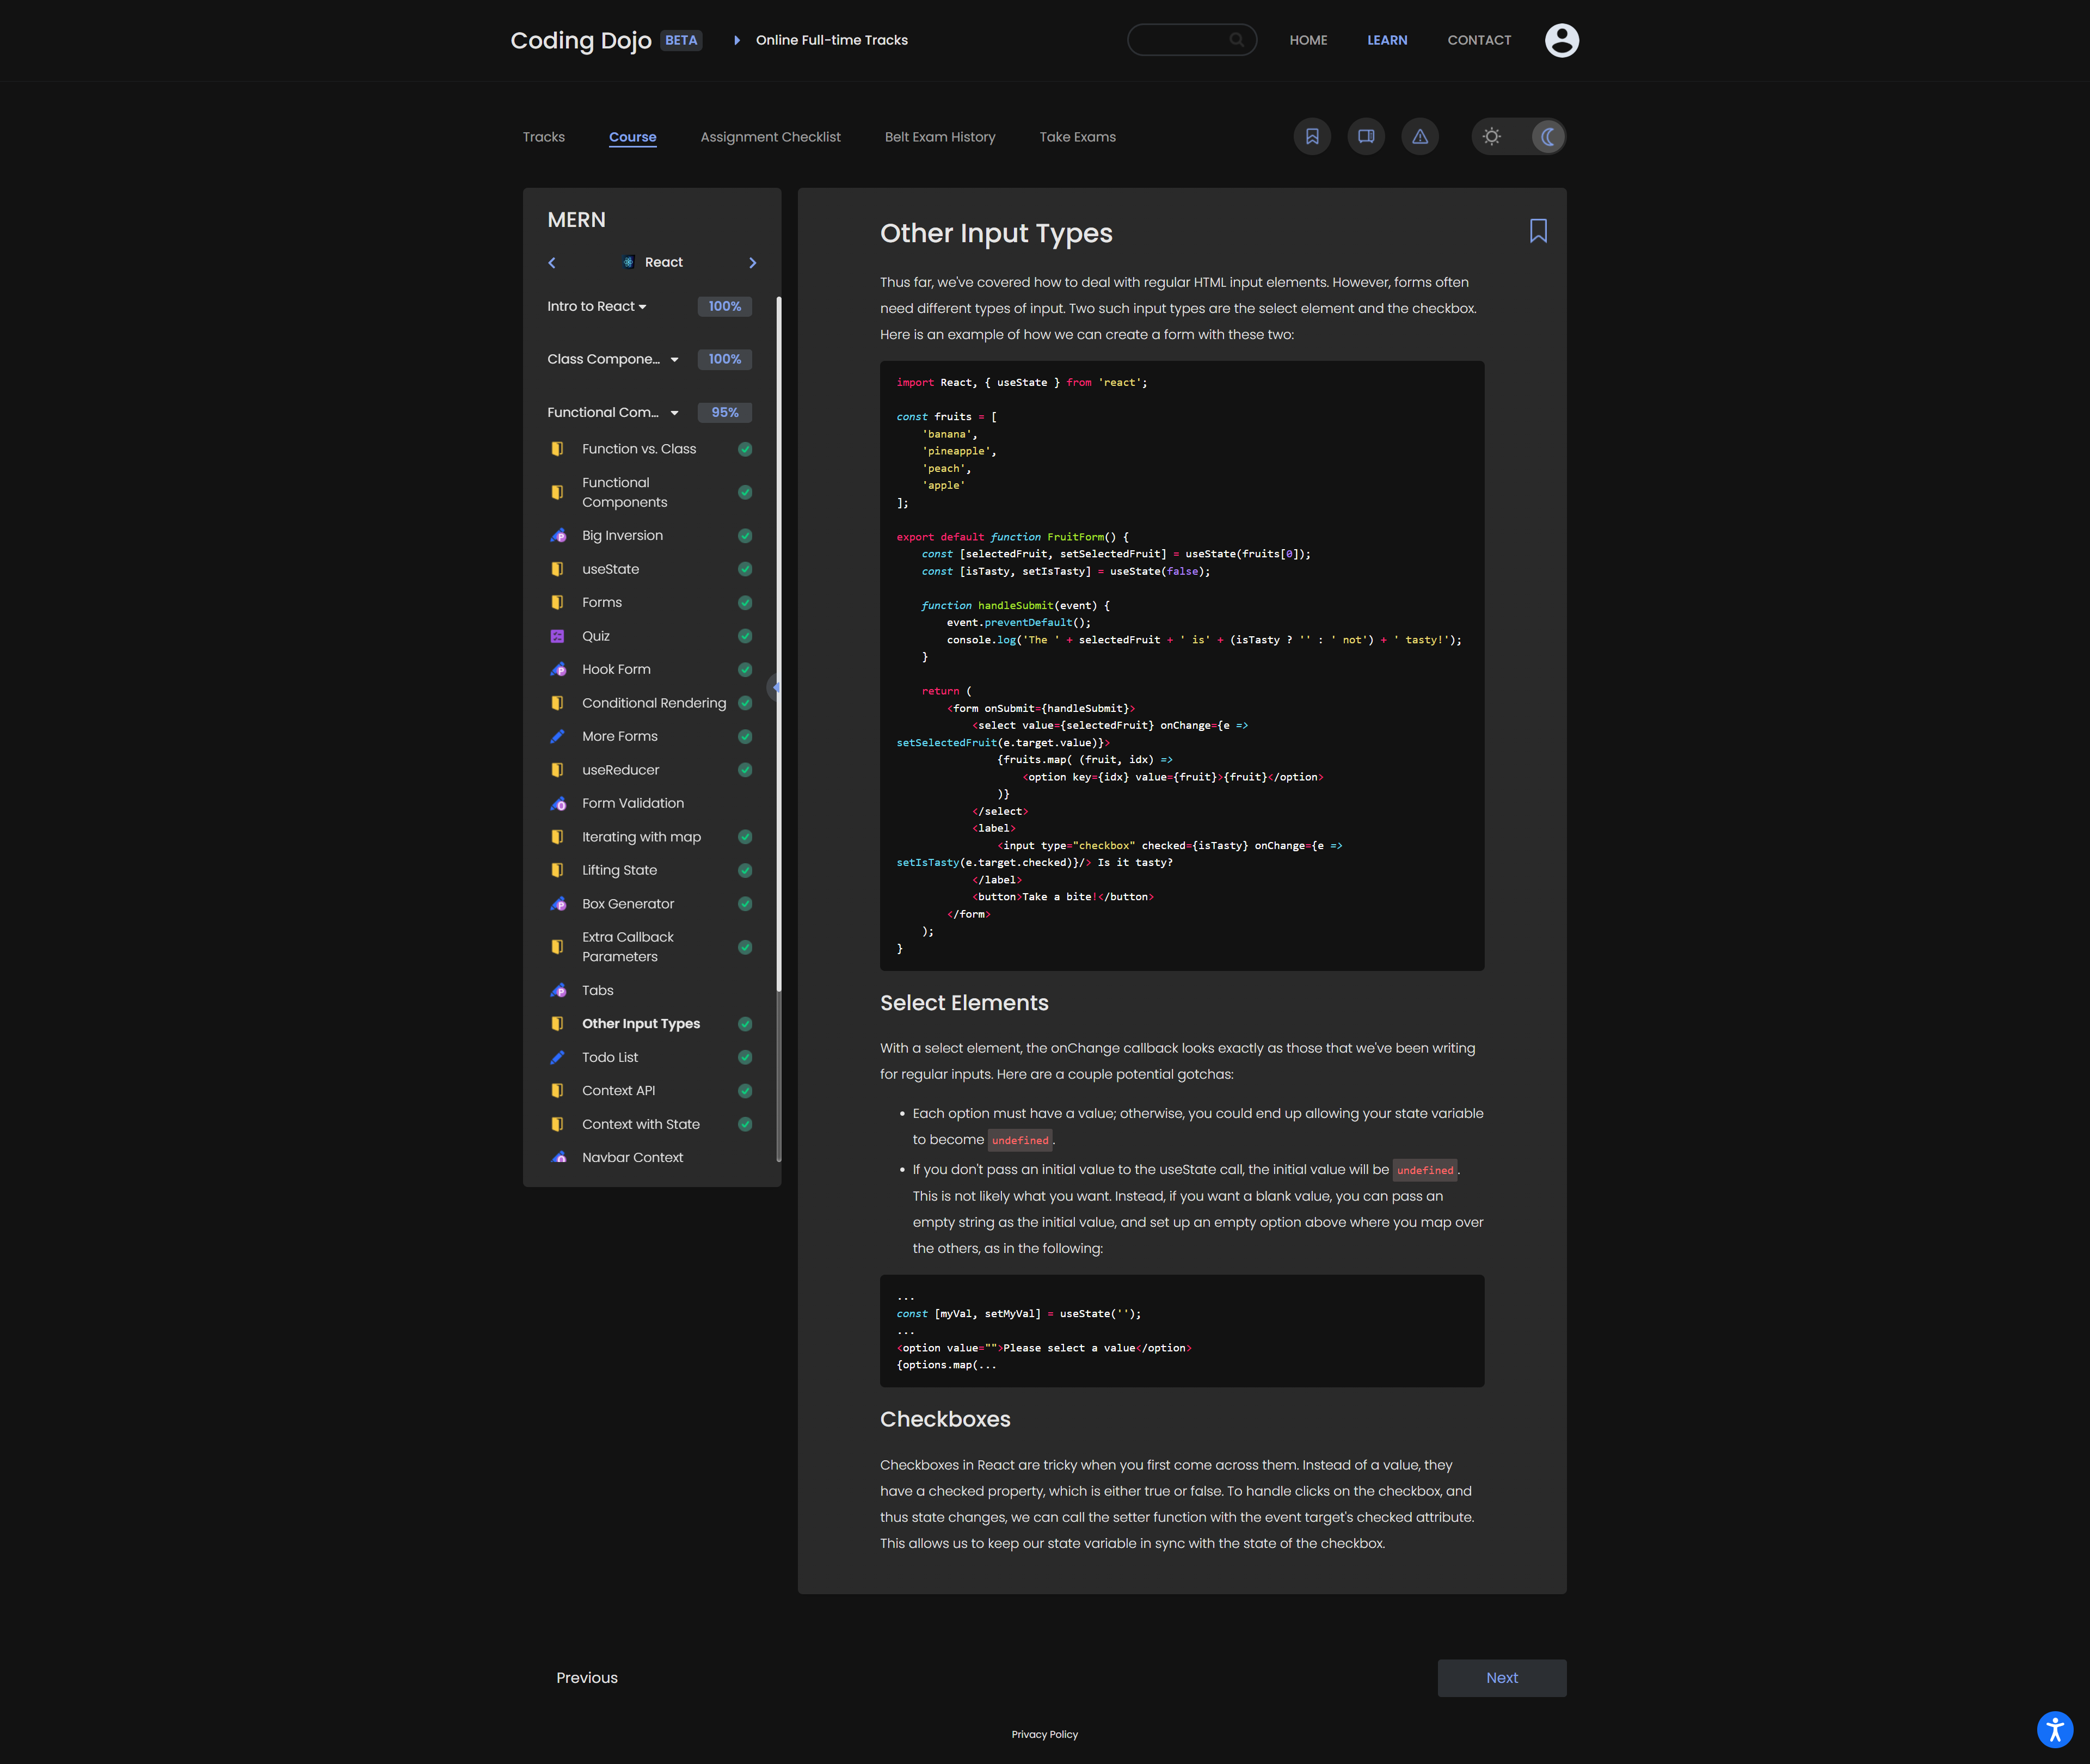 Coding Dojo BETA
Online Full-time Tracks
HOME
LEARN
CONTACT
Tracks
Course
Assignment Checklist
Belt Exam History
Take Exams
MERN
React
Intro to React
100%
Class Compone...
100%
Functional Com...
95%
Function vs. Class
Functional
Components
Big Inversion
useState
Forms
Quiz
Hook Form
Conditional Rendering
More Forms
useReducer
Form Validation
Iterating with map
Lifting State
Box Generator
Extra Callback
Parameters
Tabs
Other Input Types
Todo List
Context API
Context with State
Navbar Context
Other Input Types
Thus far, we've covered how to deal with regular HTML input elements. However, forms often
need different types of input. Two such input types are the select element and the checkbox.
Here is an example of how we can create a form with these two:
import React, { useState } from 'react';
const fruits = [
    'banana',
    'pineapple',
    'peach',
    'apple'
];
export default function FruitForm() {
    const [selectedFruit, setSelectedFruit] = useState(fruits[0]);
    const [isTasty, setIsTasty] = useState(false);
    function handleSubmit(event) {
        event.preventDefault();
        console.log('The ' + selectedFruit + ' is' + (isTasty ? '' : ' not') + ' tasty!');
    }
    return (
        <form onSubmit={handleSubmit}>
            <select value={selectedFruit} onChange={e =>
setSelectedFruit(e.target.value)}>
                {fruits.map( (fruit, idx) =>
                    <option key={idx} value={fruit}>{fruit}</option>
                )}
            </select>
            <label>
                <input type="checkbox" checked={isTasty} onChange={e =>
setIsTasty(e.target.checked)}/> Is it tasty?
            </label>
            <button>Take a bite!</button>
        </form>
    );
}
Select Elements
With a select element, the onChange callback looks exactly as those that we've been writing
for regular inputs. Here are a couple potential gotchas:
• Each option must have a value; otherwise, you could end up allowing your state variable
to become undefined.
• If you don't pass an initial value to the useState call, the initial value will be undefined.
This is not likely what you want. Instead, if you want a blank value, you can pass an
empty string as the initial value, and set up an empty option above where you map over
the others, as in the following:
...
const [myVal, setMyVal] = useState('');
...
<option value="">Please select a value</option>
{options.map(...
Checkboxes
Checkboxes in React are tricky when you first come across them. Instead of a value, they
have a checked property, which is either true or false. To handle clicks on the checkbox, and
thus state changes, we can call the setter function with the event target's checked attribute.
This allows us to keep our state variable in sync with the state of the checkbox.
Previous
Next
Privacy Policy